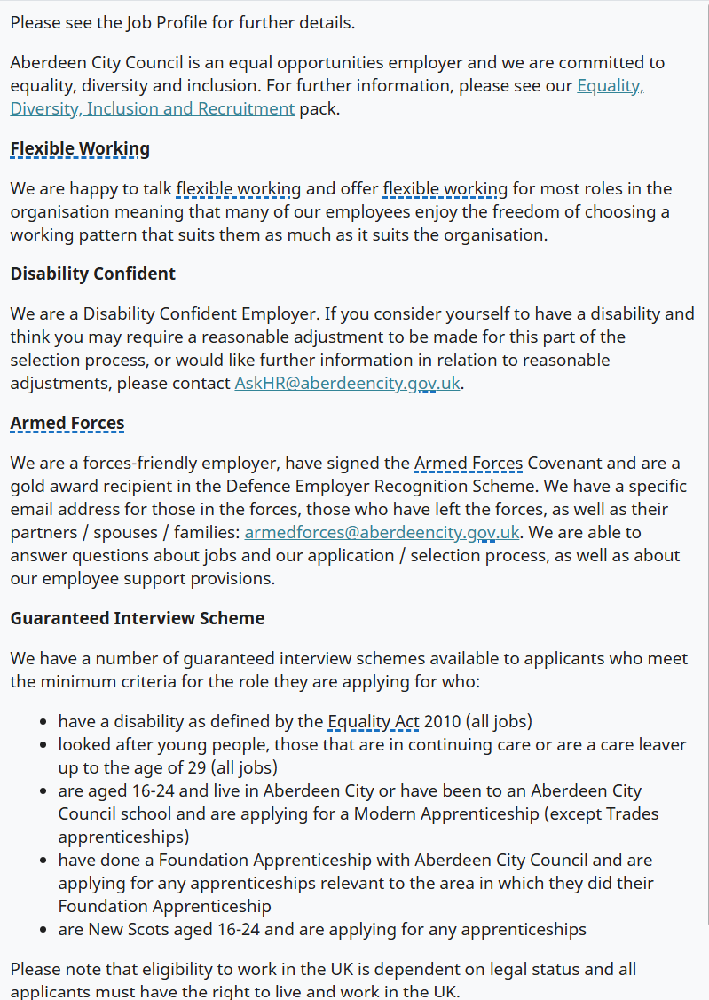 Please see the Job Profile for further details.
Aberdeen City Council is an equal opportunities employer and we are committed to
equality, diversity and inclusion. For further information, please see our Equality,
Diversity, Inclusion and Recruitment pack.
Flexible Working
We are happy to talk flexible working and offer flexible working for most roles in the
organisation meaning that many of our employees enjoy the freedom of choosing a
working pattern that suits them as much as it suits the organisation.
Disability Confident
We are a Disability Confident Employer. If you consider yourself to have a disability and
think you may require a reasonable adjustment to be made for this part of the
selection process, or would like further information in relation to reasonable
adjustments, please contact AskHR@aberdeencity.gov.uk.
Armed Forces
We are a forces-friendly employer, have signed the Armed Forces Covenant and are a
gold award recipient in the Defence Employer Recognition Scheme. We have a specific
email address for those in the forces, those who have left the forces, as well as their
partners / spouses / families: armedforces@aberdeencity.gov.uk. We are able to
answer questions about jobs and our application / selection process, as well as about
our employee support provisions.
Guaranteed Interview Scheme
We have a number of guaranteed interview schemes available to applicants who meet
the minimum criteria for the role they are applying for who:
• have a disability as defined by the Equality Act 2010 (all jobs)
• looked after young people, those that are in continuing care or are a care leaver
up to the age of 29 (all jobs)
• are aged 16-24 and live in Aberdeen City or have been to an Aberdeen City
Council school and are applying for a Modern Apprenticeship (except Trades
apprenticeships)
• have done a Foundation Apprenticeship with Aberdeen City Council and are
applying for any apprenticeships relevant to the area in which they did their
Foundation Apprenticeship
• are New Scots aged 16-24 and are applying for any apprenticeships
Please note that eligibility to work in the UK is dependent on legal status and all
applicants must have the right to live and work in the UK.